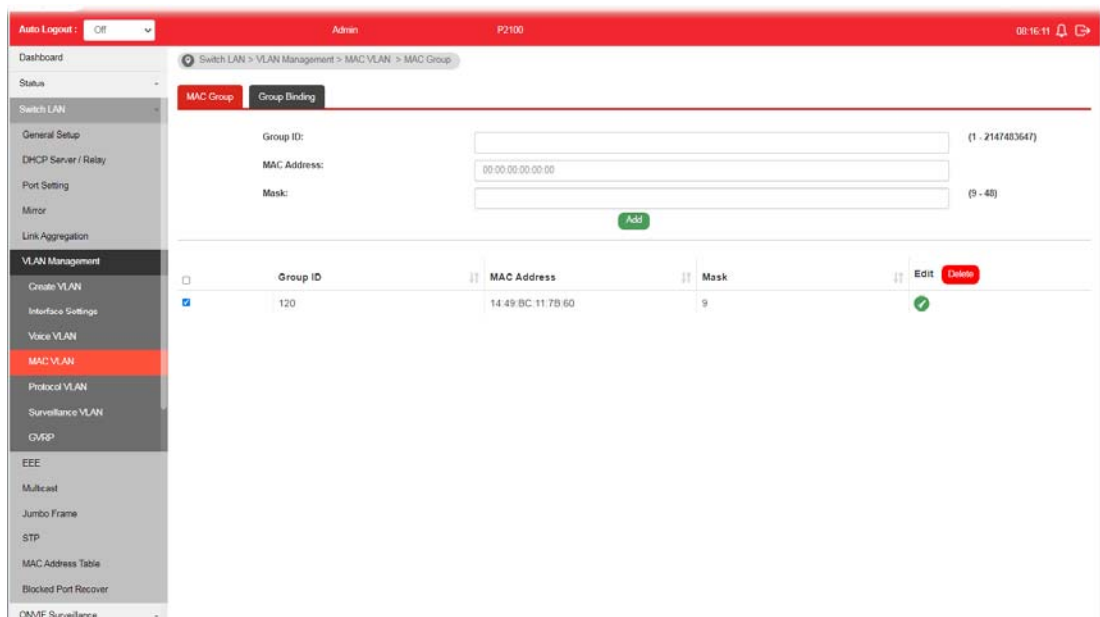 Auto Logout : Off Admin P2100 08:16:11
Dashboard
Switch LAN > VLAN Management > MAC VLAN > MAC Group
Status
MAC Group Group Binding
Switch LAN
General Setup
Group ID: (1 - 2147483647)
DHCP Server / Relay
MAC Address: 00:00:00:00:00:00
Port Setting
Mask: (9 - 48)
Mirror
Add
Link Aggregation
VLAN Management
Group ID MAC Address Mask Edit Delete
Create VLAN
120 14:49:BC:11:7B:60 9
Interface Settings
Voice VLAN
MAC VLAN
Protocol VLAN
Surveillance VLAN
GVRP
EEE
Multicast
Jumbo Frame
STP
MAC Address Table
Blocked Port Recover
ONVIF Surveillance